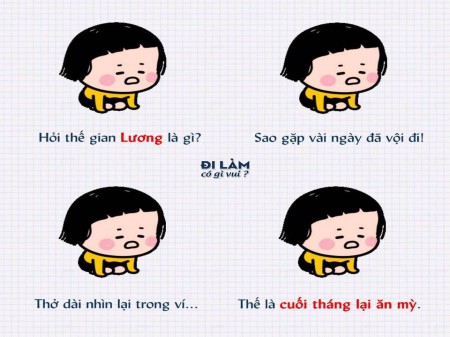 Hỏi thế gian Lương là gì?
Sao gặp vài ngày đã vội đi!
ĐI LÀM
có gì vui ?
Thở dài nhìn lại trong ví...
Thế là cuối tháng lại ăn mỳ.